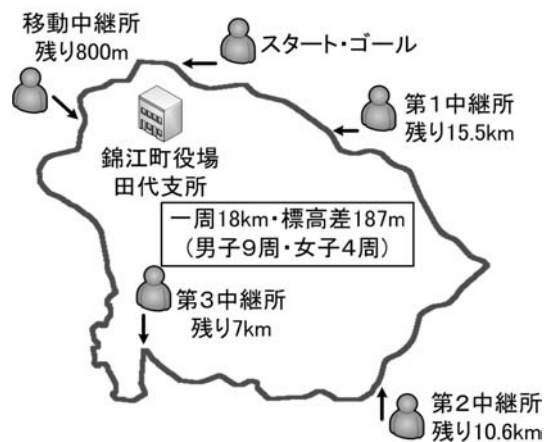 移動中継所
残り800m
スタート・ゴール
第1中継所
残り15.5km
錦江町役場
田代支所
一周18km・標高差187m
(男子9周・女子4周)
第3中継所
残り7km
第2中継所
残り10.6km